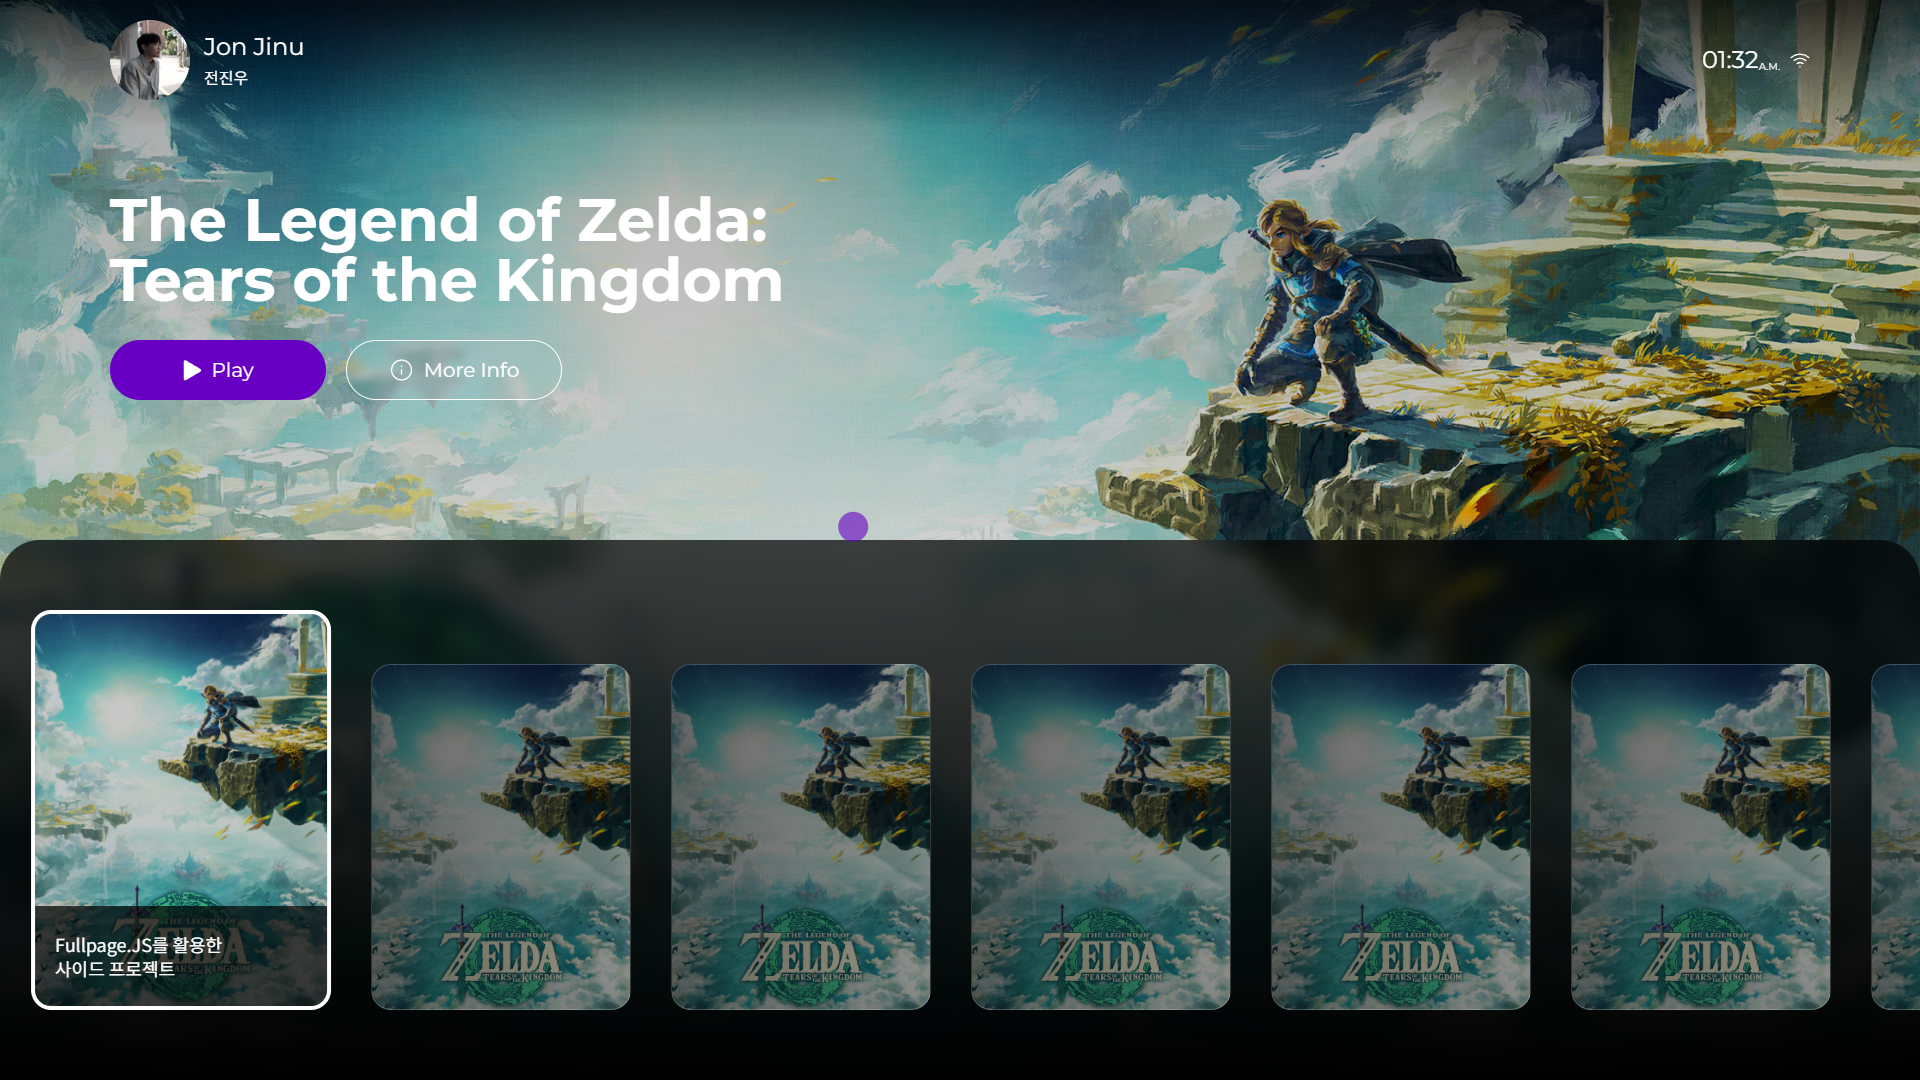 Jon Jinu
전진우
01:32A.M.
The Legend of Zelda:
Tears of the Kingdom
Play
More Info
Fullpage.JS를 활용한
사이드 프로젝트
THE LEGEND OF
ZELDA
TEARS OF THE KINGDOM
THE LEGEND OF
ZELDA
TEARS OF THE KINGDOM
THE LEGEND OF
ZELDA
TEARS OF THE KINGDOM
THE LEGEND OF
ZELDA
TEARS OF THE KINGDOM
THE LEGEND OF
ZELDA
TEARS OF THE KINGDOM